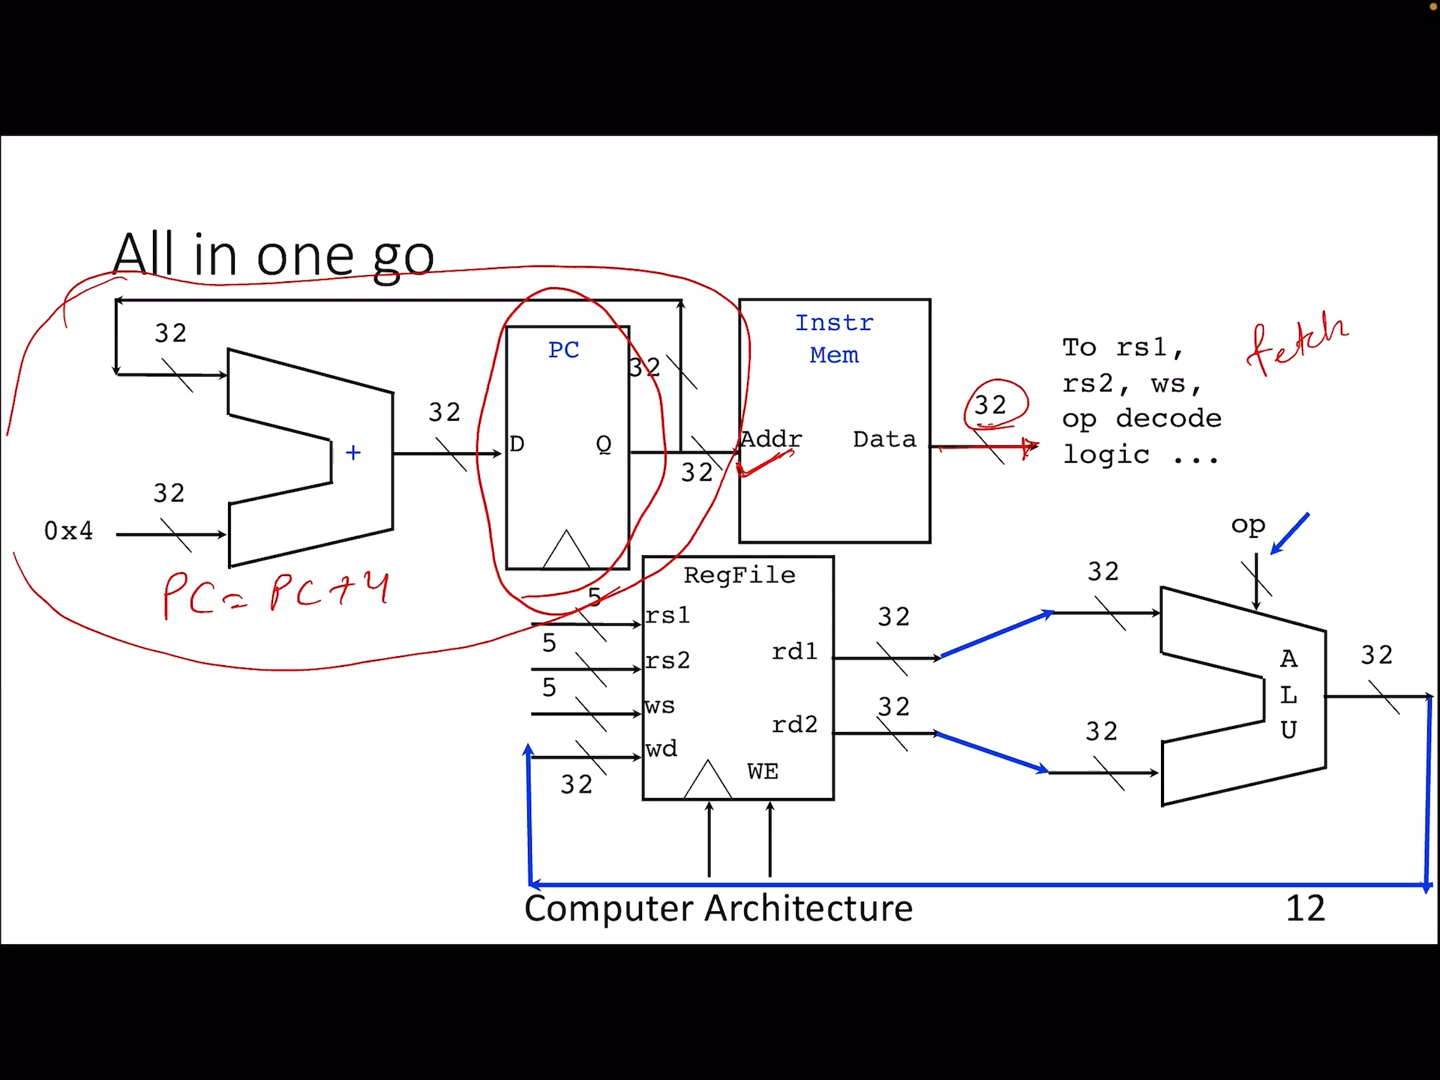 All in one go
32
0x4
32
+
32
PC
D
Q
32
32
Instr
Mem
Addr
Data
32
To rs1,
rs2, ws,
op decode
logic ...
fetch
PC = PC + 4
RegFile
5
rs1
5
rs2
5
ws
32
wd
rd1
rd2
WE
32
32
op
32
32
A
L
U
32
Computer Architecture
12